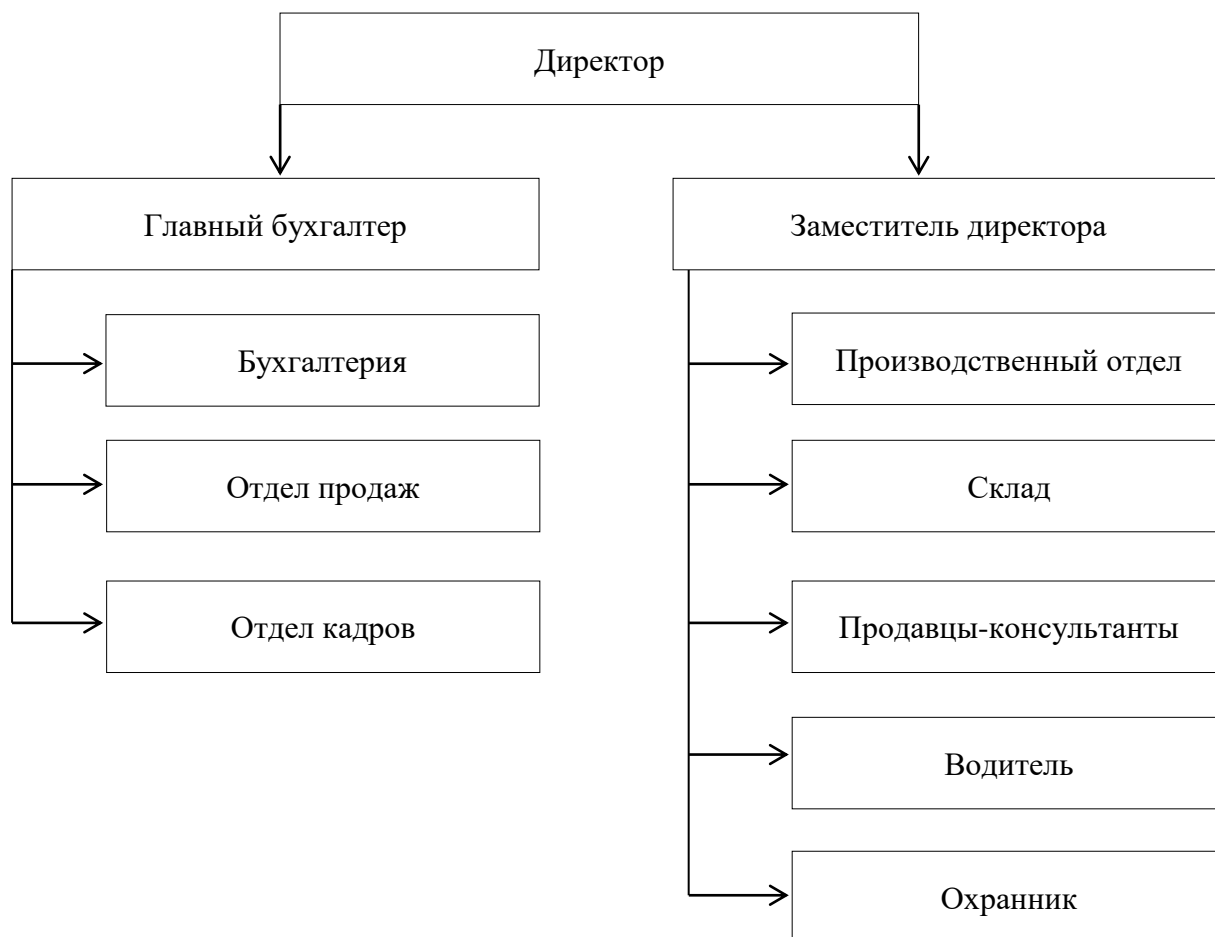 Директор
Главный бухгалтер
Заместитель директора
Бухгалтерия
Производственный отдел
Отдел продаж
Склад
Отдел кадров
Продавцы-консультанты
Водитель
Охранник